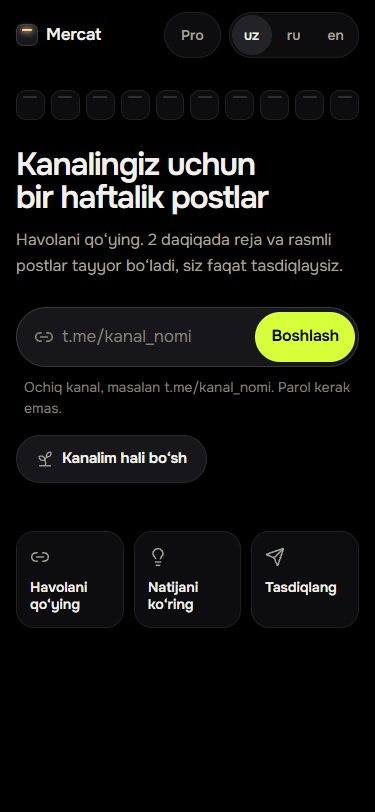 Mercat
Pro
uz
ru
en
Kanalingiz uchun
bir haftalik postlar
Havolani qo‘ying. 2 daqiqada reja va rasmli
postlar tayyor bo‘ladi, siz faqat tasdiqlaysiz.
t.me/kanal_nomi
Boshlash
Ochiq kanal, masalan t.me/kanal_nomi. Parol kerak
emas.
Kanalim hali bo‘sh
Havolani
qo‘ying
Natijani
ko‘ring
Tasdiqlang